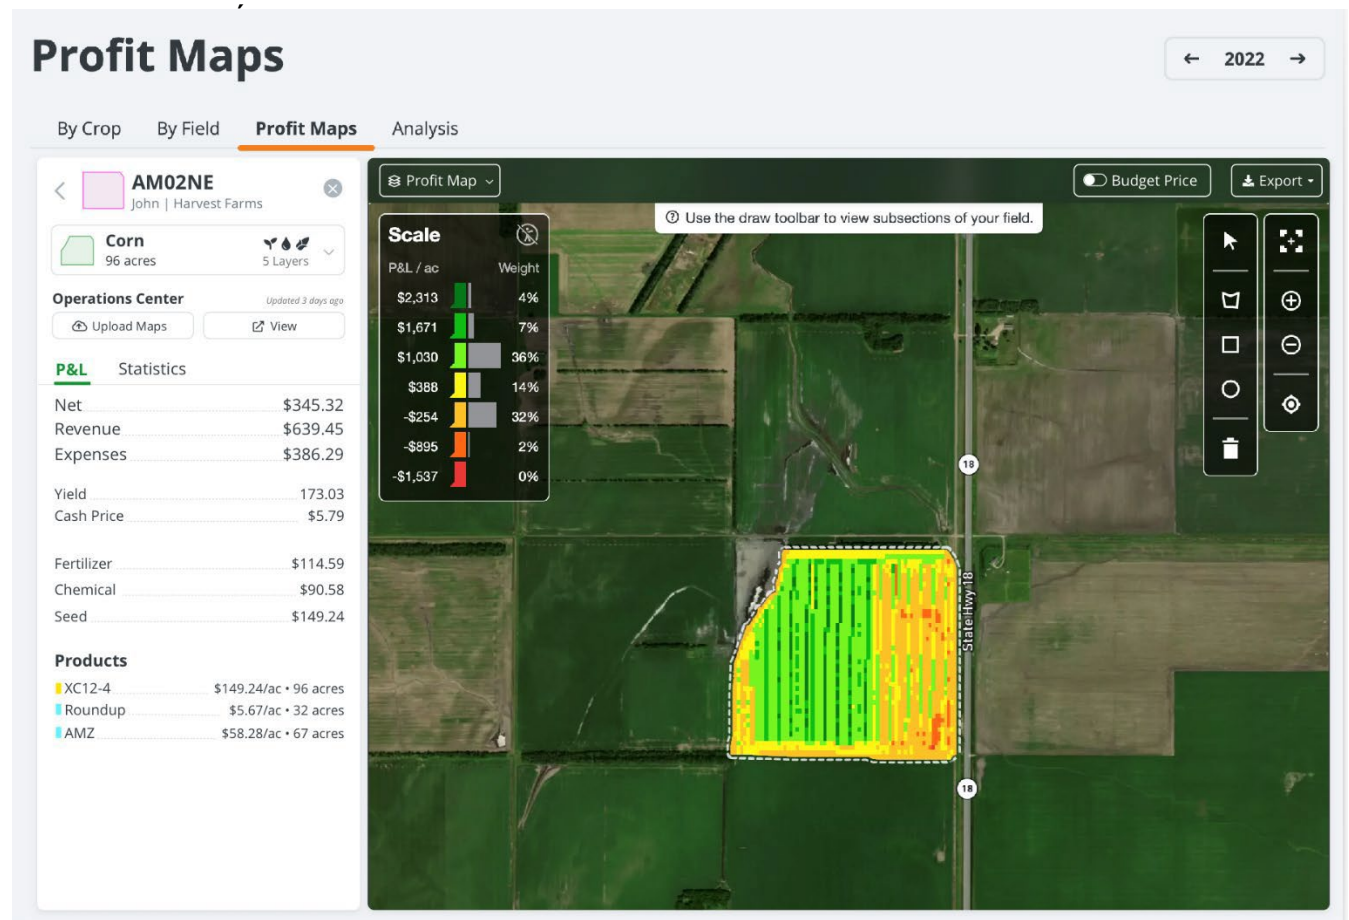 Profit Maps
← 2022 →
By Crop By Field Profit Maps Analysis
AM02NE
John | Harvest Farms
Corn
96 acres
5 Layers
Operations Center
Updated 3 days ago
Upload Maps
View
P&L Statistics
Net $345.32
Revenue $639.45
Expenses $386.29
Yield 173.03
Cash Price $5.79
Fertilizer $114.59
Chemical $90.58
Seed $149.24
Products
XC12-4 $149.24/ac • 96 acres
Roundup $5.67/ac • 32 acres
AMZ $58.28/ac • 67 acres
Profit Map
Budget Price
Export
Use the draw toolbar to view subsections of your field.
Scale
P&L / ac Weight
$2,313 4%
$1,671 7%
$1,030 36%
$388 14%
-$254 32%
-$895 2%
-$1,537 0%
18
State Hwy 18
18